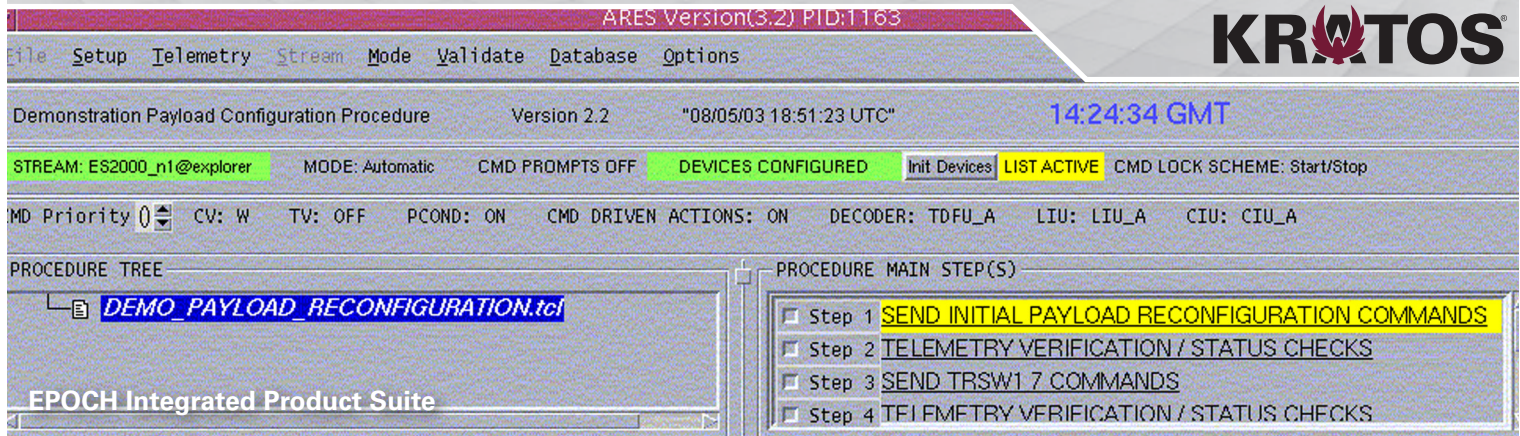 ARES Version(3.2) PID:1163
KRATOS®
File Setup Telemetry Stream Mode Validate Database Options
Demonstration Payload Configuration Procedure Version 2.2 "08/05/03 18:51:23 UTC" 14:24:34 GMT
STREAM: ES2000_n1@explorer MODE: Automatic CMD PROMPTS OFF DEVICES CONFIGURED Init Devices LIST ACTIVE CMD LOCK SCHEME: Start/Stop
CMD Priority 0 CV: W TV: OFF PCOND: ON CMD DRIVEN ACTIONS: ON DECODER: TDFU_A LIU: LIU_A CIU: CIU_A
PROCEDURE TREE
DEMO_PAYLOAD_RECONFIGURATION.tcl
PROCEDURE MAIN STEP(S)
Step 1 SEND INITIAL PAYLOAD RECONFIGURATION COMMANDS
Step 2 TELEMETRY VERIFICATION / STATUS CHECKS
Step 3 SEND TRSW1 7 COMMANDS
Step 4 TELEMETRY VERIFICATION / STATUS CHECKS
EPOCH Integrated Product Suite